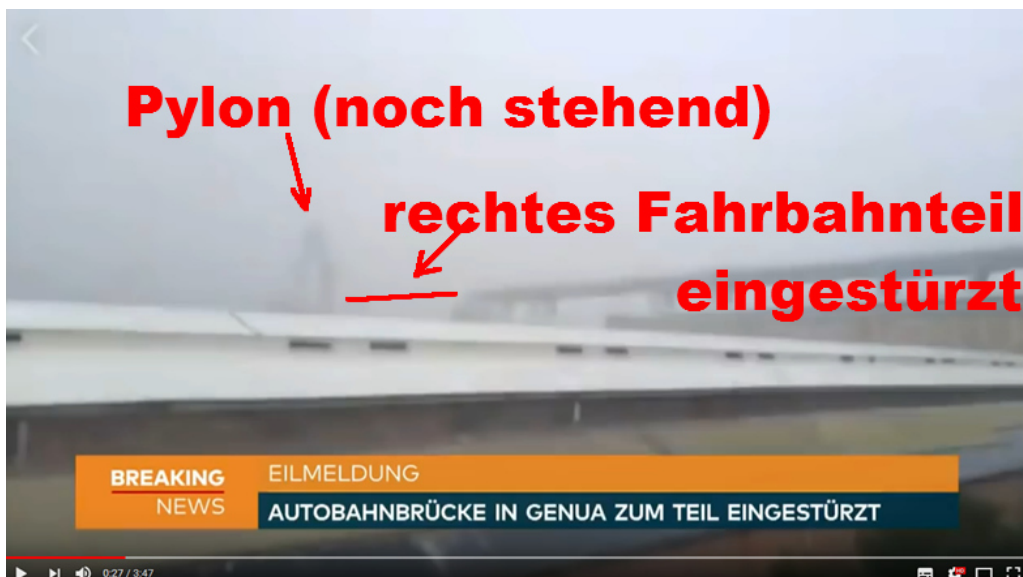 Pylon (noch stehend)
rechtes Fahrbahnteil
eingestürzt
BREAKING
NEWS
EILMELDUNG
AUTOBAHNBRÜCKE IN GENUA ZUM TEIL EINGESTÜRZT
0:27 / 3:47
HD